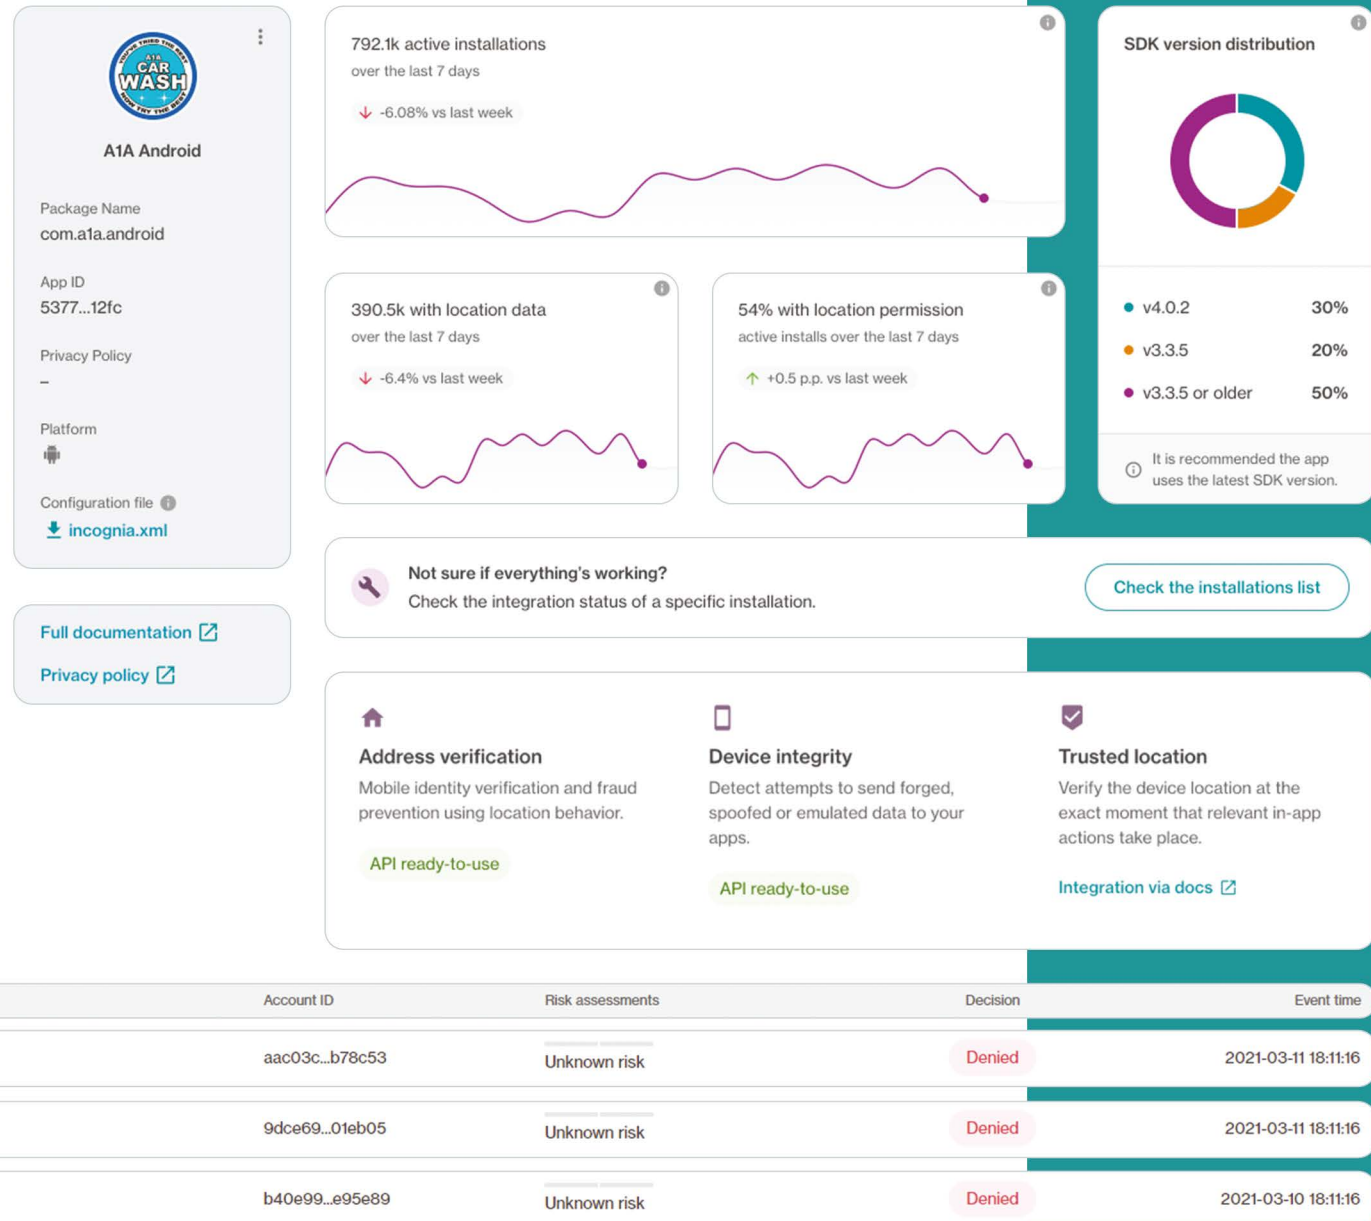 YOU'VE TRIED THE REST
A1A
CAR
WASH
NOW TRY THE BEST
A1A Android
Package Name
com.a1a.android
App ID
5377...12fc
Privacy Policy
–
Platform
Configuration file
incognia.xml
Full documentation
Privacy policy
792.1k active installations
over the last 7 days
-6.08% vs last week
390.5k with location data
over the last 7 days
-6.4% vs last week
54% with location permission
active installs over the last 7 days
+0.5 p.p. vs last week
SDK version distribution
v4.0.2 30%
v3.3.5 20%
v3.3.5 or older 50%
It is recommended the app
uses the latest SDK version.
Not sure if everything's working?
Check the integration status of a specific installation.
Check the installations list
Address verification
Mobile identity verification and fraud
prevention using location behavior.
API ready-to-use
Device integrity
Detect attempts to send forged,
spoofed or emulated data to your
apps.
API ready-to-use
Trusted location
Verify the device location at the
exact moment that relevant in-app
actions take place.
Integration via docs
Account ID Risk assessments Decision Event time
aac03c...b78c53 Unknown risk Denied 2021-03-11 18:11:16
9dce69...01eb05 Unknown risk Denied 2021-03-11 18:11:16
b40e99...e95e89 Unknown risk Denied 2021-03-10 18:11:16